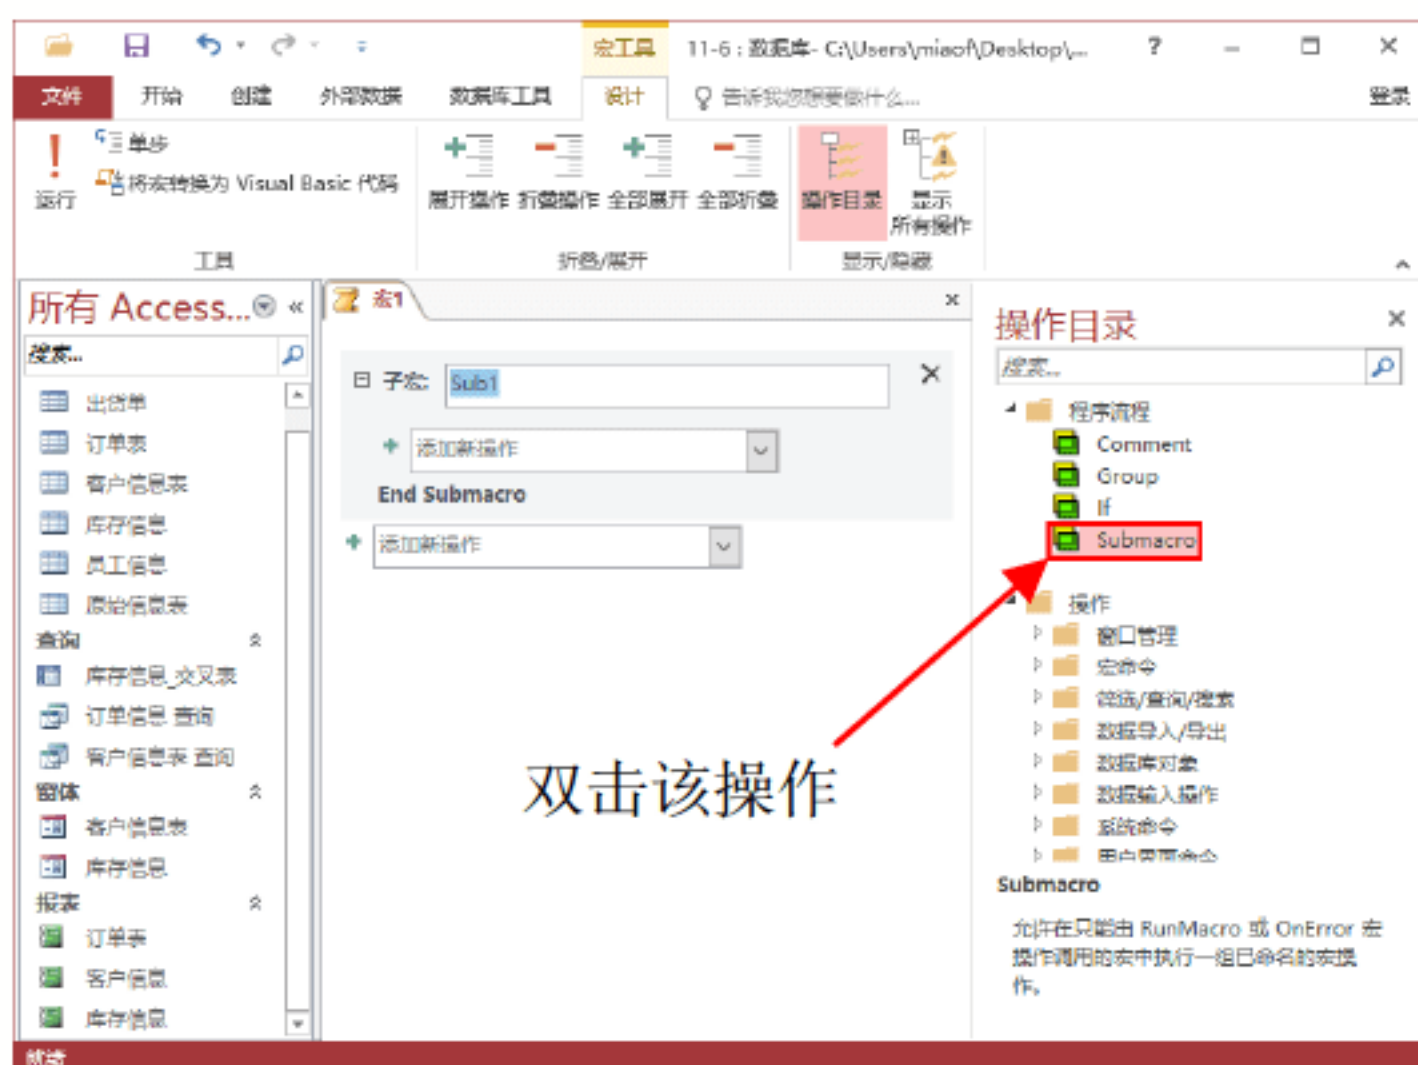 宏工具
11-6 : 数据库- C:\Users\miaof\Desktop\...
?
文件 开始 创建 外部数据 数据库工具 设计 告诉我您想要做什么... 登录
运行
单步
将宏转换为 Visual Basic 代码
工具
展开操作 折叠操作 全部展开 全部折叠
折叠/展开
操作目录
显示
所有操作
显示/隐藏
所有 Access...
搜索...
出货单
订单表
客户信息表
库存信息
员工信息
原始信息表
查询
库存信息_交叉表
订单信息 查询
客户信息表 查询
窗体
客户信息表
库存信息
报表
订单表
客户信息
库存信息
就绪
宏1
子宏: Sub1
添加新操作
End Submacro
添加新操作
双击该操作
操作目录
搜索...
程序流程
Comment
Group
If
Submacro
操作
窗口管理
宏命令
筛选/查询/搜索
数据导入/导出
数据库对象
数据输入操作
系统命令
用户界面命令
Submacro
允许在只能由 RunMacro 或 OnError 宏
操作调用的宏中执行一组已命名的宏操
作。